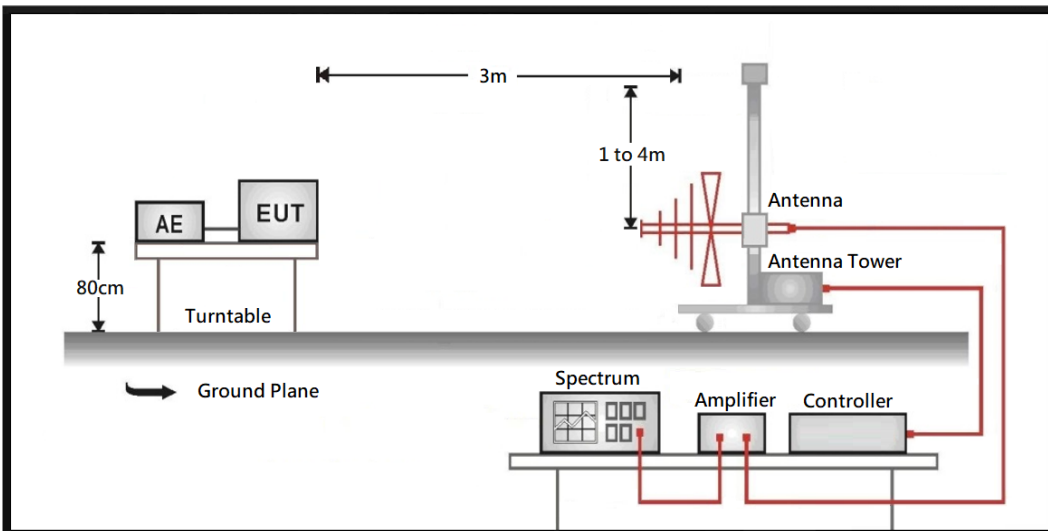 3m
1 to 4m
Antenna
AE
EUT
Antenna Tower
80cm
Turntable
Ground Plane
Spectrum
Amplifier
Controller